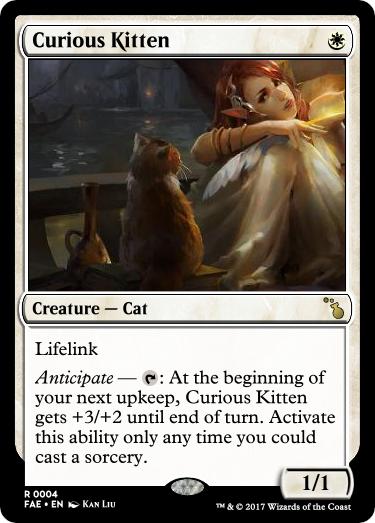 Curious Kitten
Creature — Cat
Lifelink
Anticipate — : At the beginning of
your next upkeep, Curious Kitten
gets +3/+2 until end of turn. Activate
this ability only any time you could
cast a sorcery.
1/1
R 0004
FAE • EN Kan Liu
™ & © 2017 Wizards of the Coast